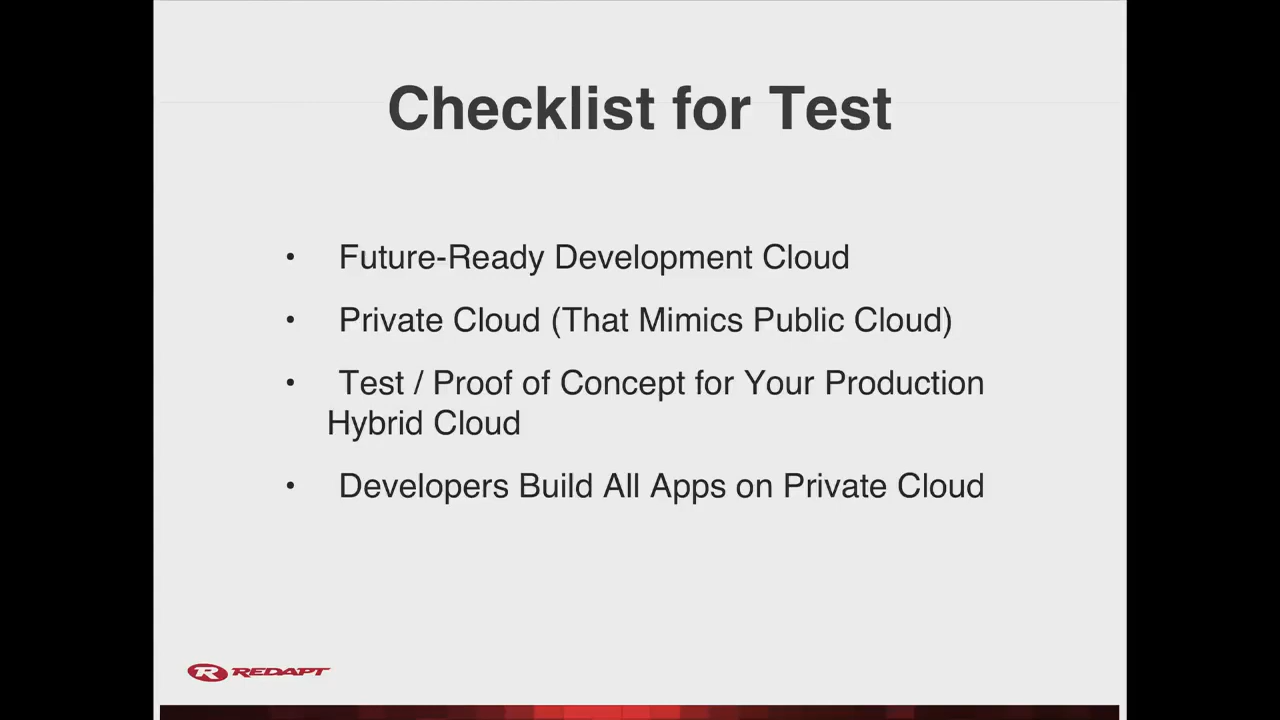 Checklist for Test
• Future-Ready Development Cloud
• Private Cloud (That Mimics Public Cloud)
• Test / Proof of Concept for Your Production
Hybrid Cloud
• Developers Build All Apps on Private Cloud
R REDAPT